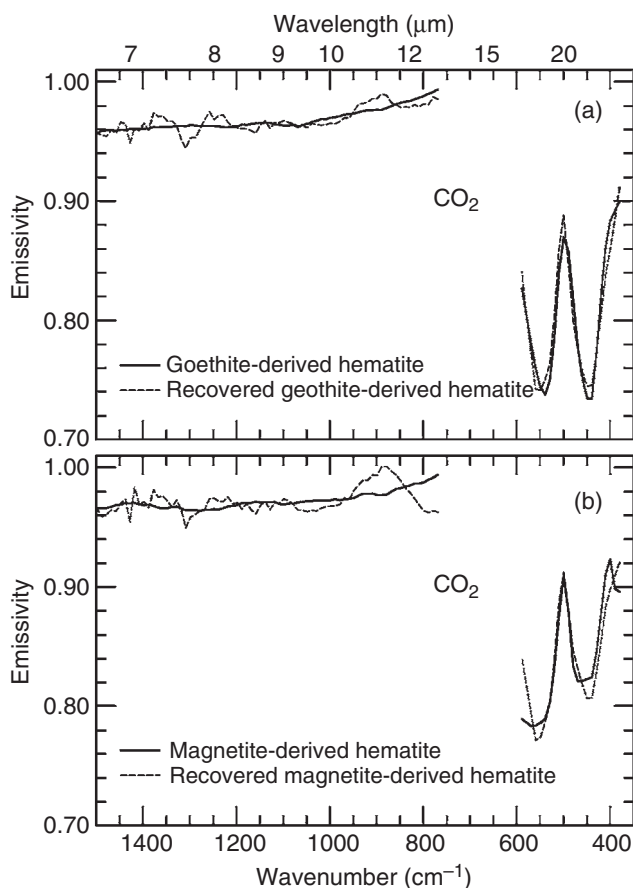 Wavelength (μm)
7 8 9 10 11 12 15 20
1.00
(a)
0.90
CO₂
Emissivity
0.80
Goethite-derived hematite
Recovered geothite-derived hematite
0.70
1.00
(b)
0.90
CO₂
Emissivity
0.80
Magnetite-derived hematite
Recovered magnetite-derived hematite
0.70
1400 1200 1000 800 600 400
Wavenumber (cm⁻¹)